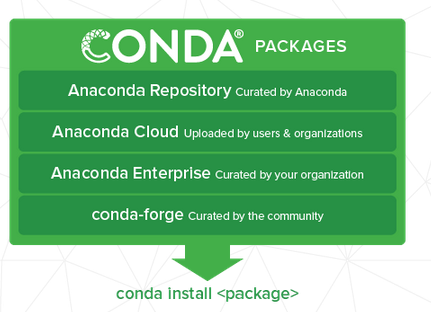 CONDA® PACKAGES
Anaconda Repository Curated by Anaconda
Anaconda Cloud Uploaded by users & organizations
Anaconda Enterprise Curated by your organization
conda-forge Curated by the community
conda install <package>